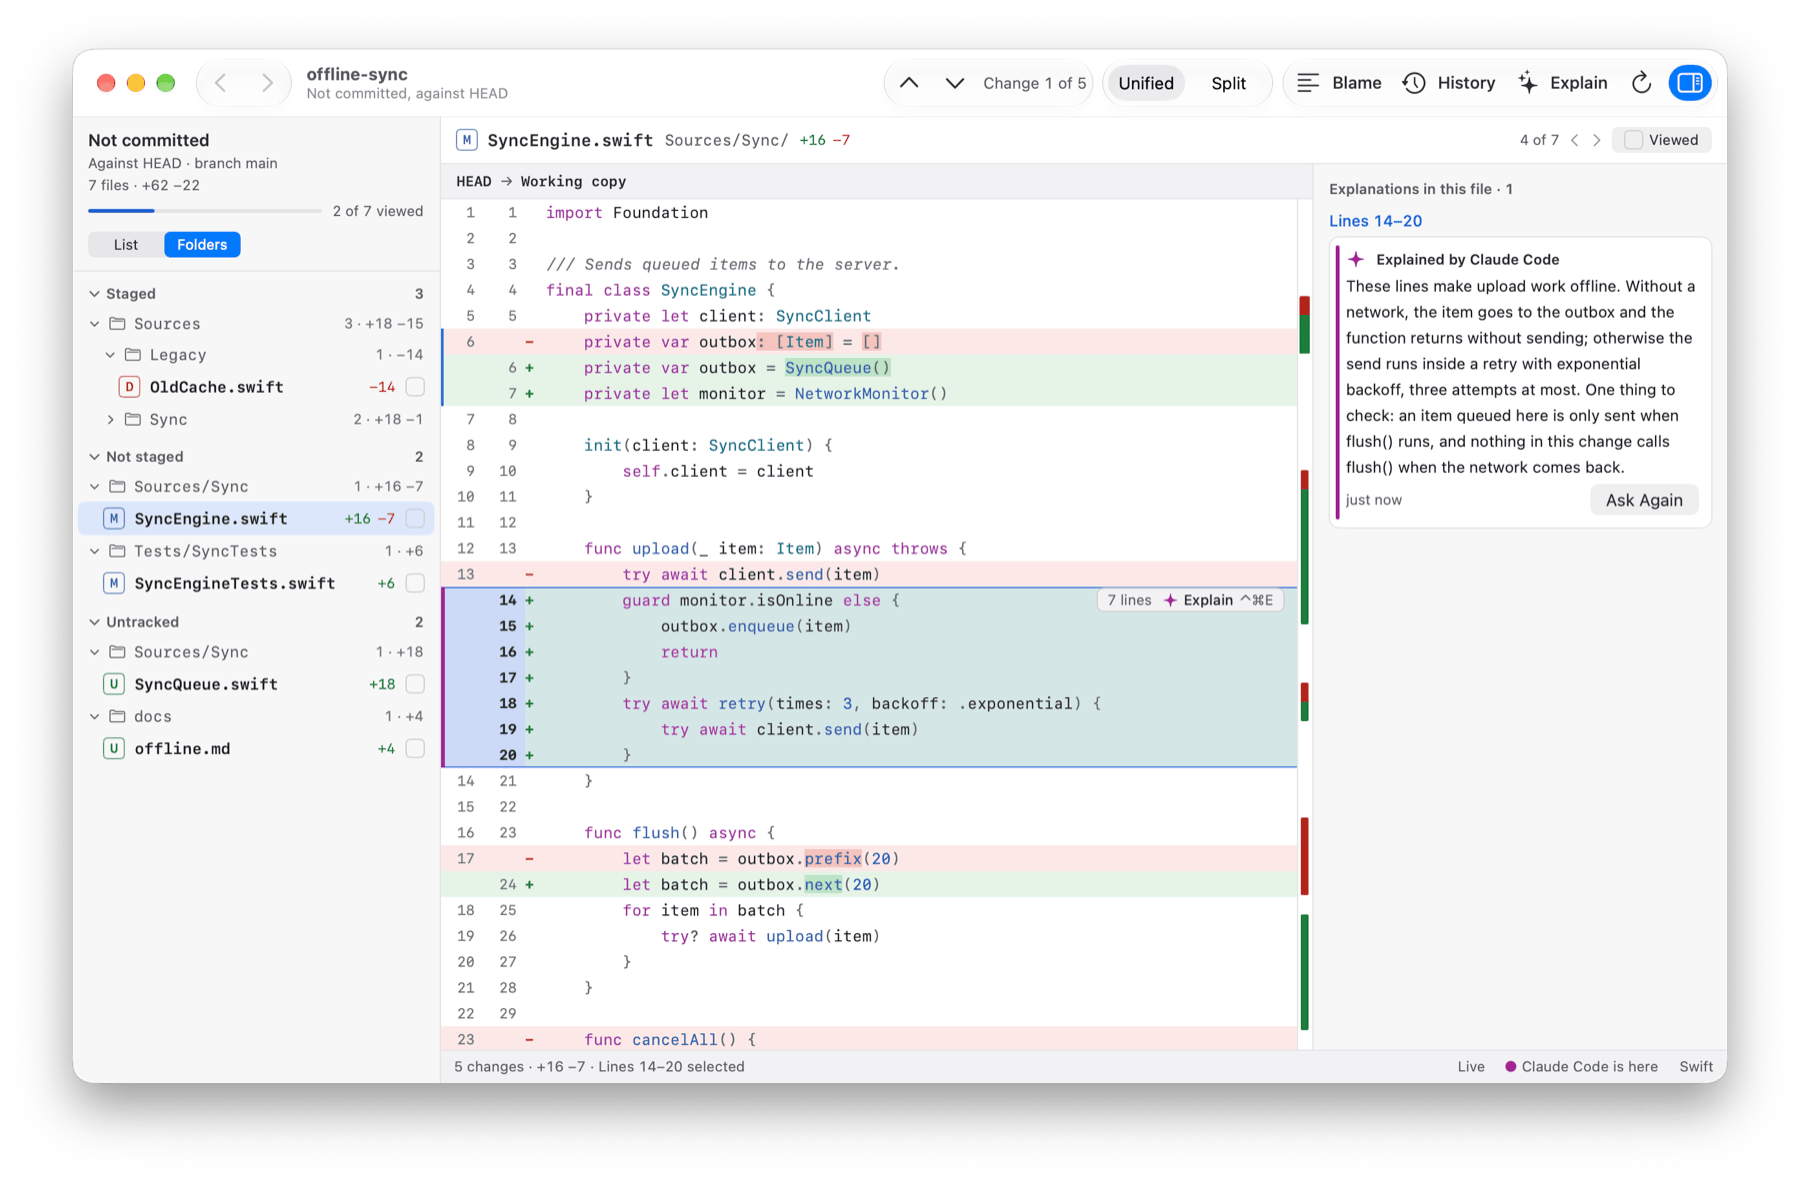 offline-sync
Not committed, against HEAD
Change 1 of 5
Unified
Split
Blame
History
Explain
Not committed
Against HEAD · branch main
7 files · +62 −22
2 of 7 viewed
List
Folders
Staged 3
Sources 3 · +18 −15
Legacy 1 · −14
D OldCache.swift −14
Sync 2 · +18 −1
Not staged 2
Sources/Sync 1 · +16 −7
M SyncEngine.swift +16 −7
Tests/SyncTests 1 · +6
M SyncEngineTests.swift +6
Untracked 2
Sources/Sync 1 · +18
U SyncQueue.swift +18
docs 1 · +4
U offline.md +4
M SyncEngine.swift Sources/Sync/ +16 −7
4 of 7
Viewed
HEAD → Working copy
1 1 import Foundation
2 2
3 3 /// Sends queued items to the server.
4 4 final class SyncEngine {
5 5 private let client: SyncClient
6 − private var outbox: [Item] = []
6 + private var outbox = SyncQueue()
7 + private let monitor = NetworkMonitor()
7 8
8 9 init(client: SyncClient) {
9 10 self.client = client
10 11 }
11 12
12 13 func upload(_ item: Item) async throws {
13 − try await client.send(item)
14 + guard monitor.isOnline else {
7 lines Explain ^⌘E
15 + outbox.enqueue(item)
16 + return
17 + }
18 + try await retry(times: 3, backoff: .exponential) {
19 + try await client.send(item)
20 + }
14 21 }
15 22
16 23 func flush() async {
17 − let batch = outbox.prefix(20)
24 + let batch = outbox.next(20)
18 25 for item in batch {
19 26 try? await upload(item)
20 27 }
21 28 }
22 29
23 − func cancelAll() {
Explanations in this file · 1
Lines 14–20
Explained by Claude Code
These lines make upload work offline. Without a
network, the item goes to the outbox and the
function returns without sending; otherwise the
send runs inside a retry with exponential
backoff, three attempts at most. One thing to
check: an item queued here is only sent when
flush() runs, and nothing in this change calls
flush() when the network comes back.
just now
Ask Again
5 changes · +16 −7 · Lines 14–20 selected
Live
Claude Code is here
Swift